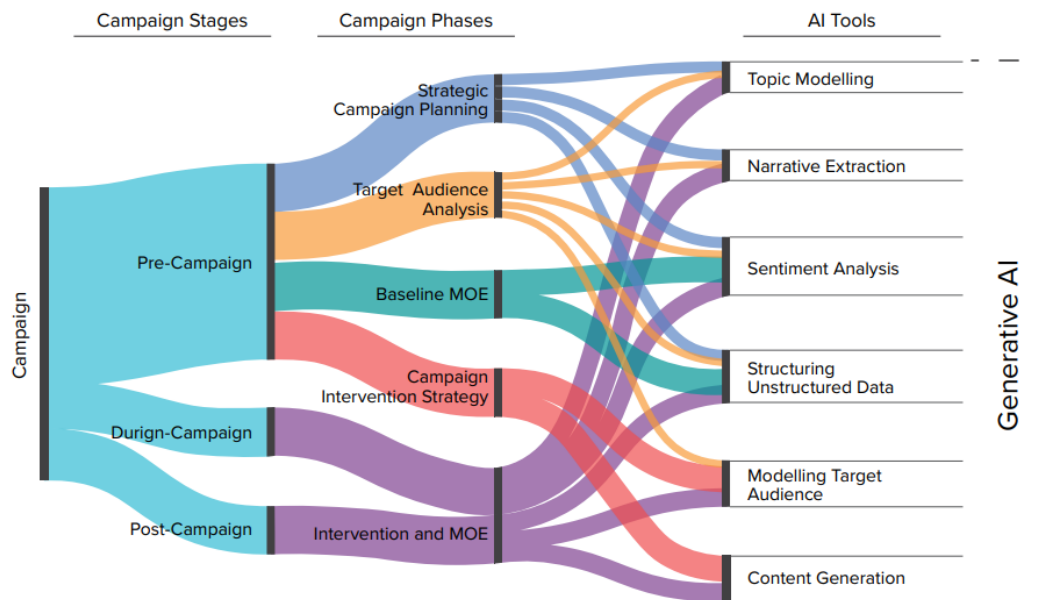 Campaign Stages
Campaign Phases
AI Tools
Campaign
Pre-Campaign
Durign-Campaign
Post-Campaign
Strategic
Campaign Planning
Target Audience
Analysis
Baseline MOE
Campaign
Intervention Strategy
Intervention and MOE
Topic Modelling
Narrative Extraction
Sentiment Analysis
Structuring
Unstructured Data
Modelling Target
Audience
Content Generation
Generative AI